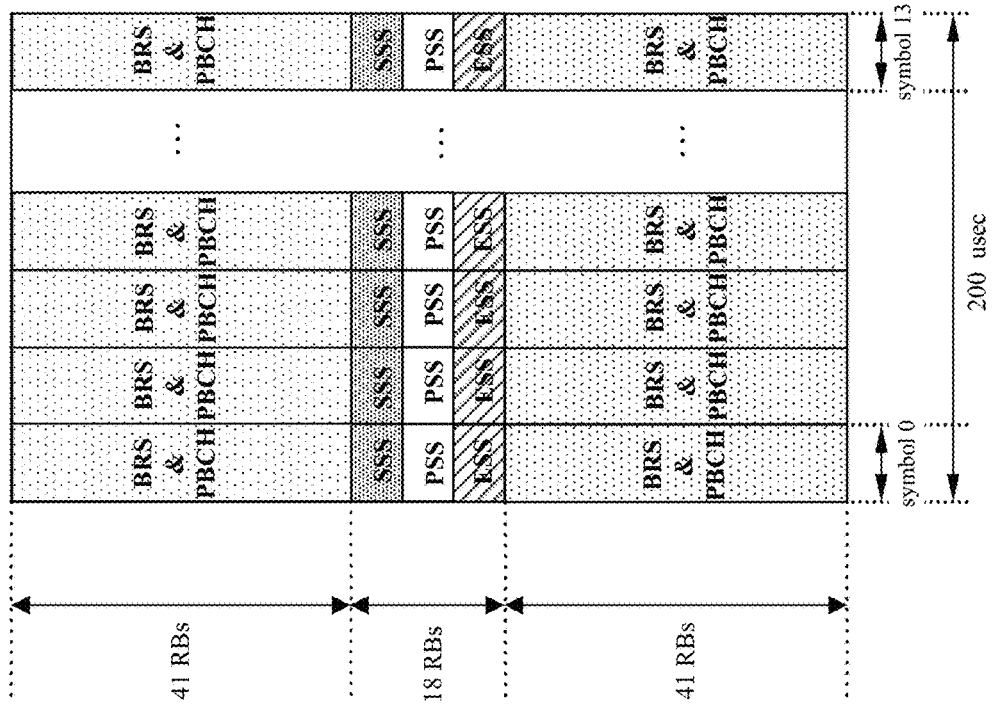 41 RBs
18 RBs
41 RBs
BRS
&
PBCH
BRS
&
PBCH
BRS
&
PBCH
BRS
&
PBCH
...
BRS
&
PBCH
SSS
SSS
SSS
SSS
SSS
PSS
PSS
PSS
PSS
...
PSS
ESS
ESS
ESS
ESS
ESS
BRS
&
PBCH
BRS
&
PBCH
BRS
&
PBCH
BRS
&
PBCH
...
BRS
&
PBCH
symbol 0
symbol 13
200 usec